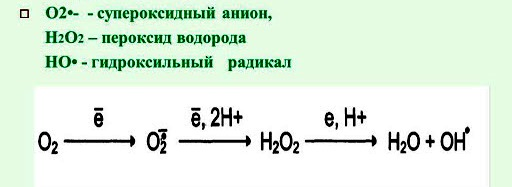 O2•- - супероксидный анион,
H2O2 – пероксид водорода
HO• - гидроксильный радикал
ē ē, 2H+ e, H+
O₂ → O₂̄• → H₂O₂ → H₂O + OH•